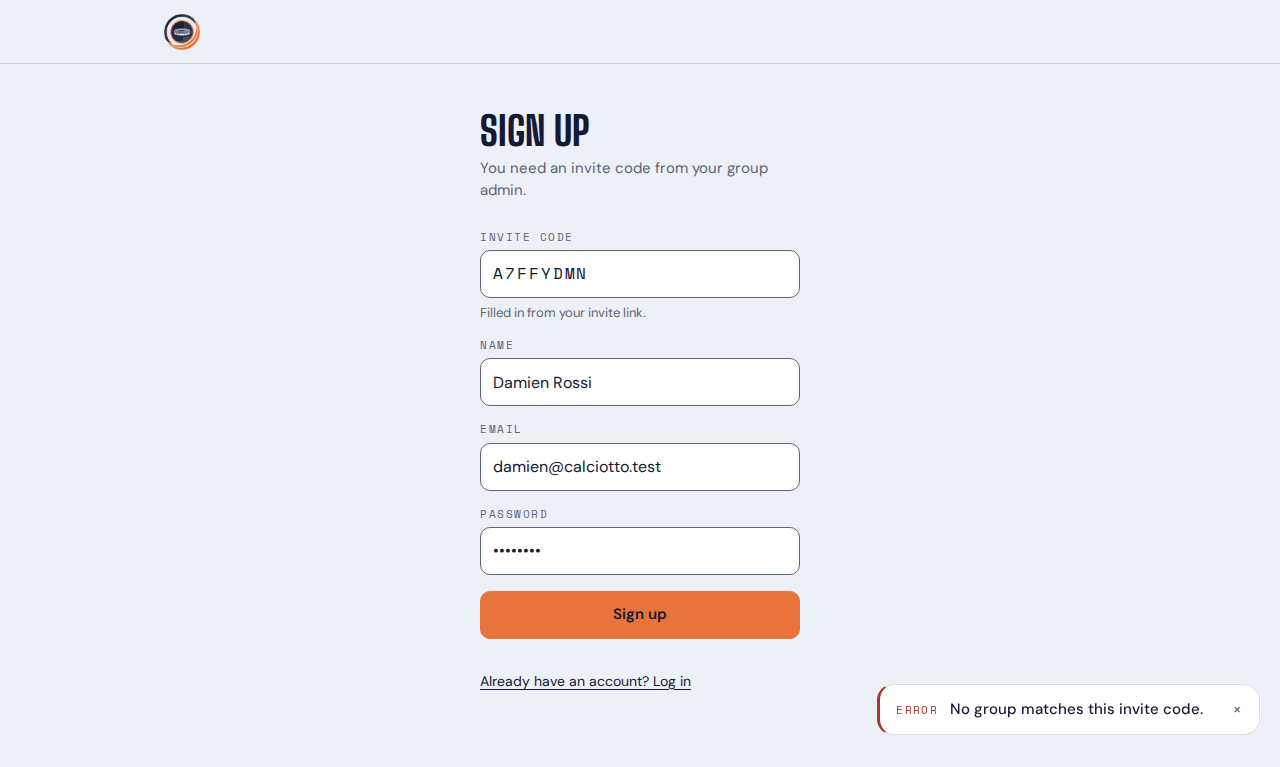 SIGN UP
You need an invite code from your group
admin.
INVITE CODE
A7FFYDMN
Filled in from your invite link.
NAME
Damien Rossi
EMAIL
damien@calciotto.test
PASSWORD
••••••••
Sign up
Already have an account? Log in
ERROR No group matches this invite code. ×